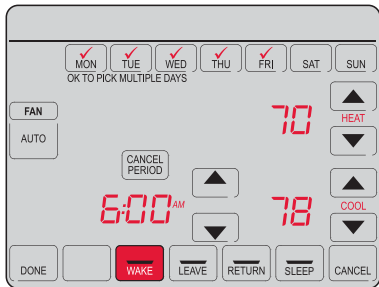 MON TUE WED THU FRI SAT SUN
OK TO PICK MULTIPLE DAYS
FAN
AUTO
70
HEAT
CANCEL
PERIOD
6:00 AM
78
COOL
DONE WAKE LEAVE RETURN SLEEP CANCEL